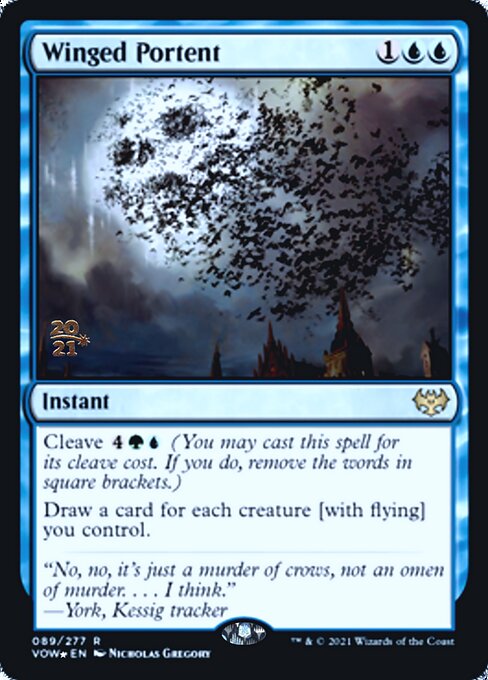 Winged Portent 1
20
21
Instant
Cleave 4 (You may cast this spell for
its cleave cost. If you do, remove the words in
square brackets.)
Draw a card for each creature [with flying]
you control.
"No, no, it's just a murder of crows, not an omen
of murder. . . . I think."
—York, Kessig tracker
089/277 R
VOW★EN Nicholas Gregory
™ & © 2021 Wizards of the Coast